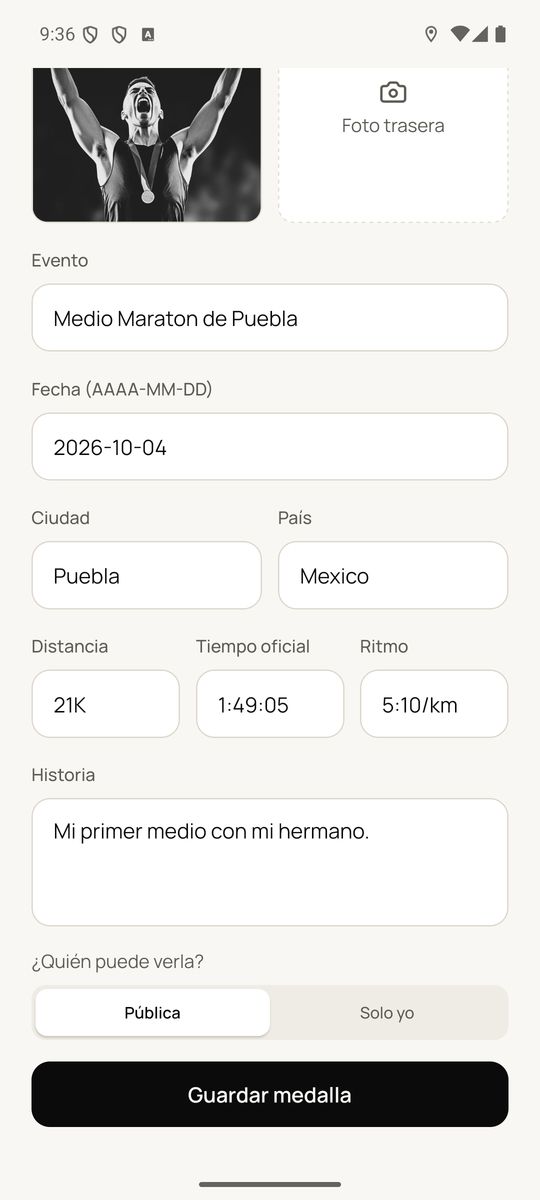 9:36
Foto trasera
Evento
Medio Maraton de Puebla
Fecha (AAAA-MM-DD)
2026-10-04
Ciudad País
Puebla Mexico
Distancia Tiempo oficial Ritmo
21K 1:49:05 5:10/km
Historia
Mi primer medio con mi hermano.
¿Quién puede verla?
Pública Solo yo
Guardar medalla